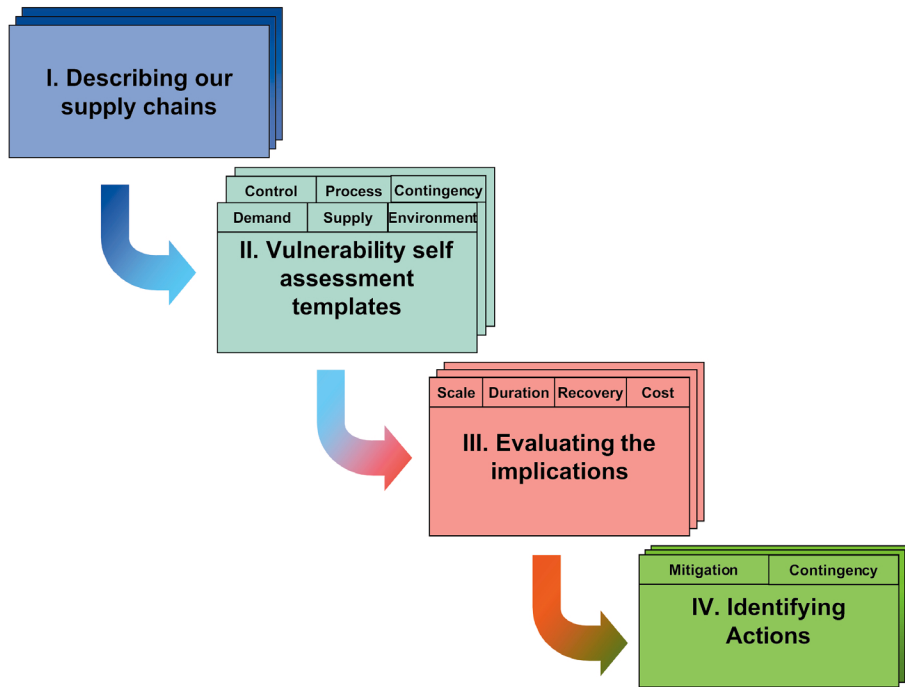 I. Describing our
supply chains
Control Process Contingency
Demand Supply Environment
II. Vulnerability self
assessment
templates
Scale Duration Recovery Cost
III. Evaluating the
implications
Mitigation Contingency
IV. Identifying
Actions